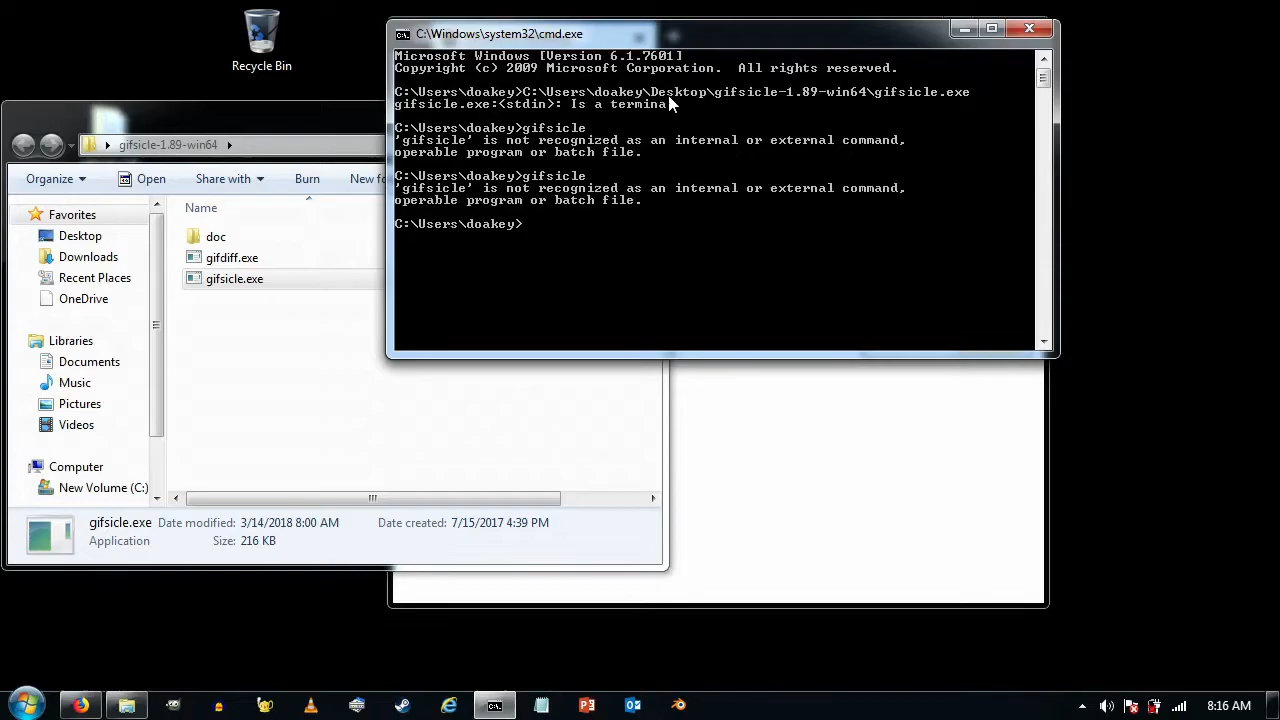 Recycle Bin
C:\Windows\system32\cmd.exe
Microsoft Windows [Version 6.1.7601]
Copyright (c) 2009 Microsoft Corporation.  All rights reserved.
C:\Users\doakey>C:\Users\doakey\Desktop\gifsicle-1.89-win64\gifsicle.exe
gifsicle.exe:<stdin>: Is a terminal
C:\Users\doakey>gifsicle
'gifsicle' is not recognized as an internal or external command,
operable program or batch file.
C:\Users\doakey>gifsicle
'gifsicle' is not recognized as an internal or external command,
operable program or batch file.
C:\Users\doakey>
gifsicle-1.89-win64
Organize
Open
Share with
Burn
New fo
Favorites
Desktop
Downloads
Recent Places
OneDrive
Libraries
Documents
Music
Pictures
Videos
Computer
New Volume (C:)
Name
doc
gifdiff.exe
gifsicle.exe
gifsicle.exe Date modified: 3/14/2018 8:00 AM Date created: 7/15/2017 4:39 PM
Application Size: 216 KB
8:16 AM